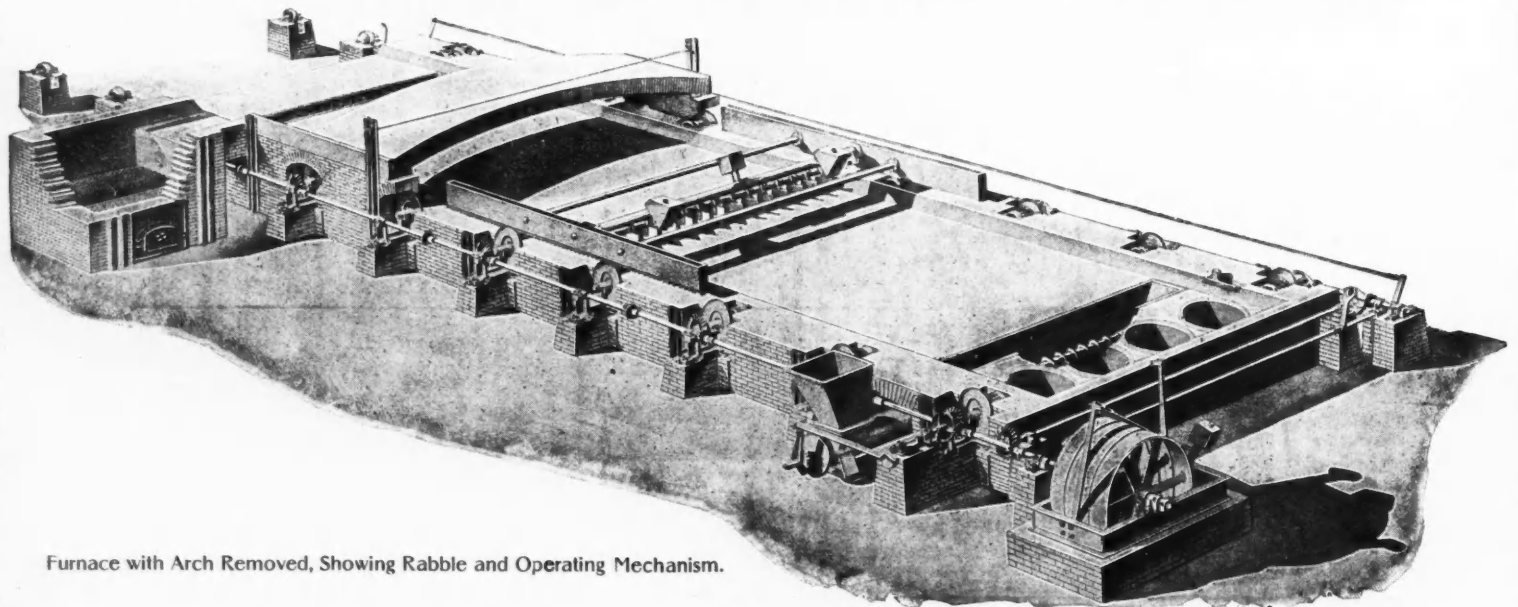 Furnace with Arch Removed, Showing Rabble and Operating Mechanism.